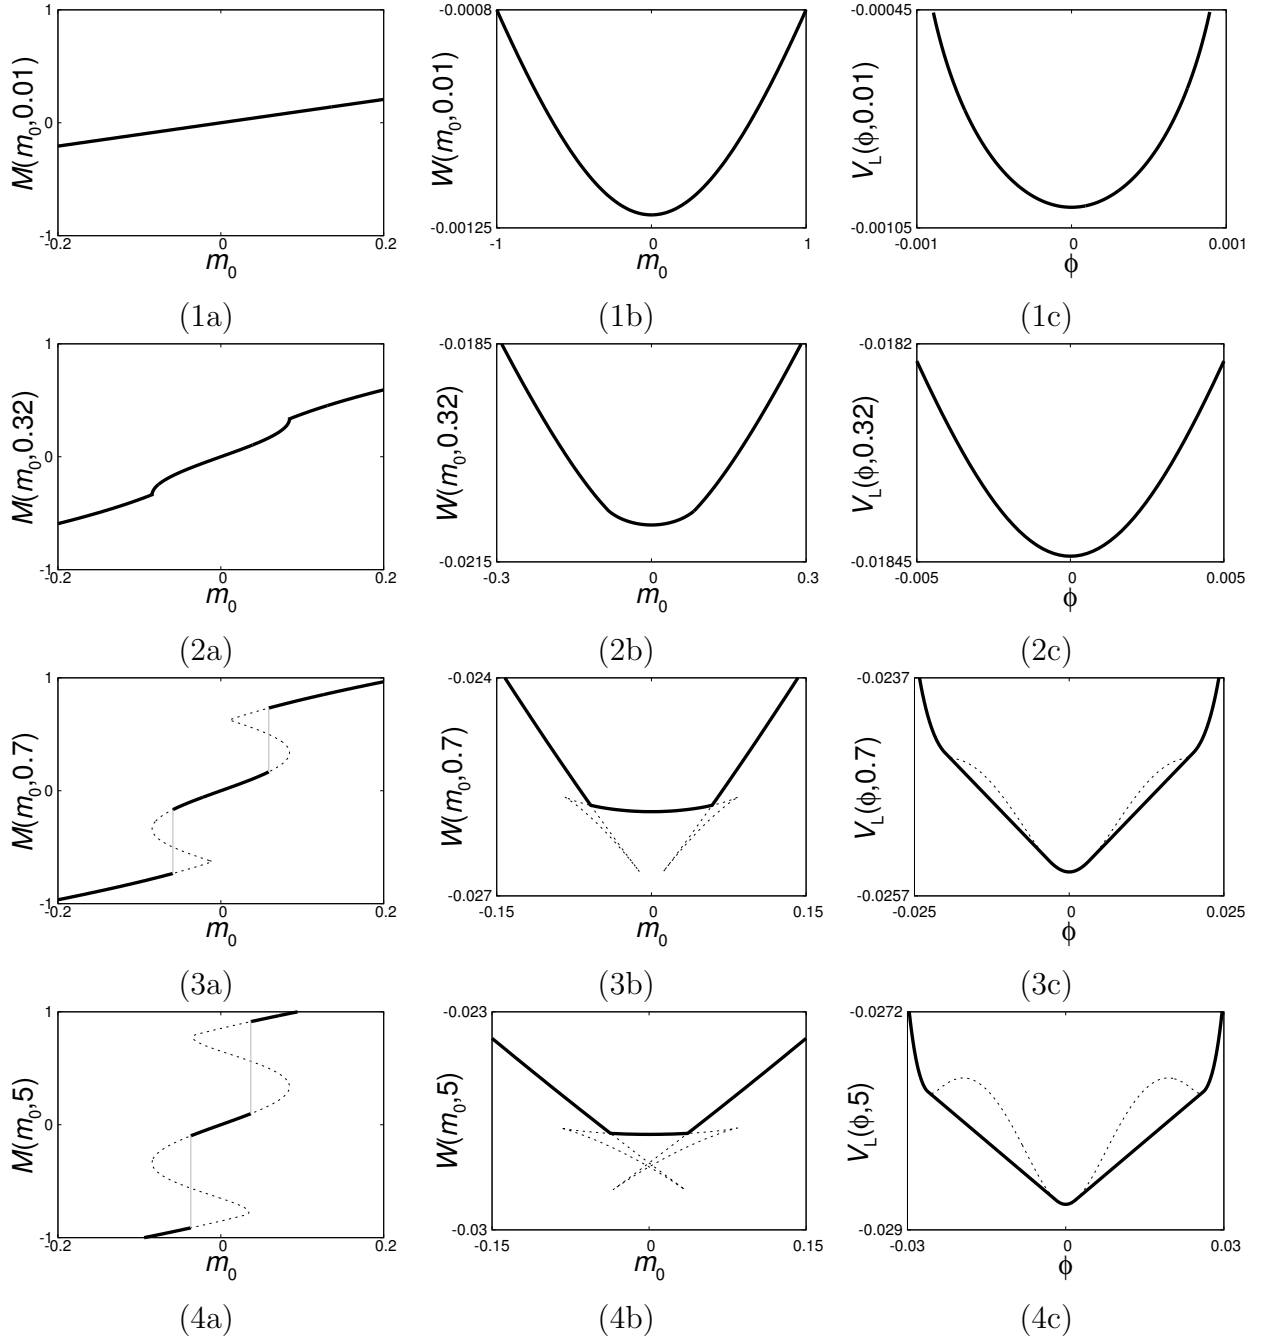 1
0
-1
-0.2
0
0.2
M(m0,0.01)
m0
(1a)
-0.0008
-0.00125
-1
0
1
W(m0,0.01)
m0
(1b)
-0.00045
-0.00105
-0.001
0
0.001
VL(ϕ,0.01)
ϕ
(1c)
1
0
-1
-0.2
0
0.2
M(m0,0.32)
m0
(2a)
-0.0185
-0.0215
-0.3
0
0.3
W(m0,0.32)
m0
(2b)
-0.0182
-0.01845
-0.005
0
0.005
VL(ϕ,0.32)
ϕ
(2c)
1
0
-1
-0.2
0
0.2
M(m0,0.7)
m0
(3a)
-0.024
-0.027
-0.15
0
0.15
W(m0,0.7)
m0
(3b)
-0.0237
-0.0257
-0.025
0
0.025
VL(ϕ,0.7)
ϕ
(3c)
1
0
-1
-0.2
0
0.2
M(m0,5)
m0
(4a)
-0.023
-0.03
-0.15
0
0.15
W(m0,5)
m0
(4b)
-0.0272
-0.029
-0.03
0
0.03
VL(ϕ,5)
ϕ
(4c)